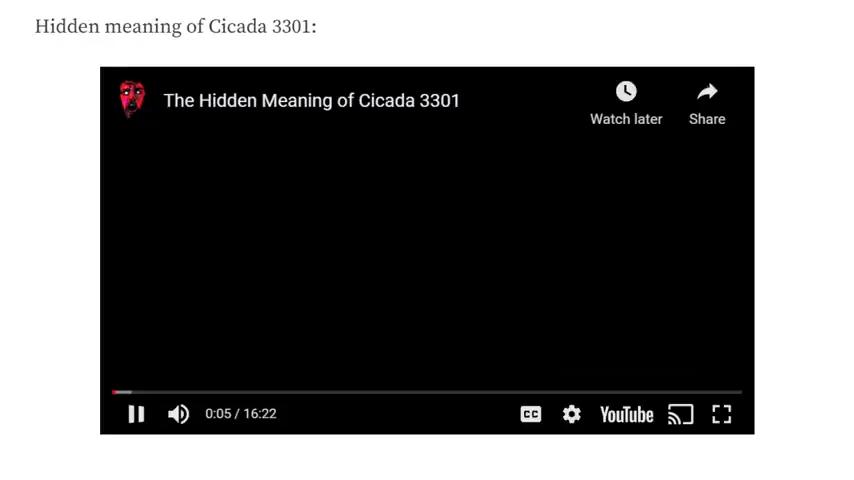 Hidden meaning of Cicada 3301:
The Hidden Meaning of Cicada 3301
Watch later
Share
0:05 / 16:22
CC
YouTube